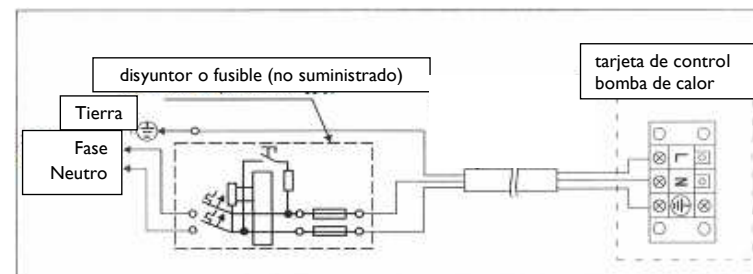 disyuntor o fusible (no suministrado)
tarjeta de control
bomba de calor
Tierra
Fase
Neutro
L
N